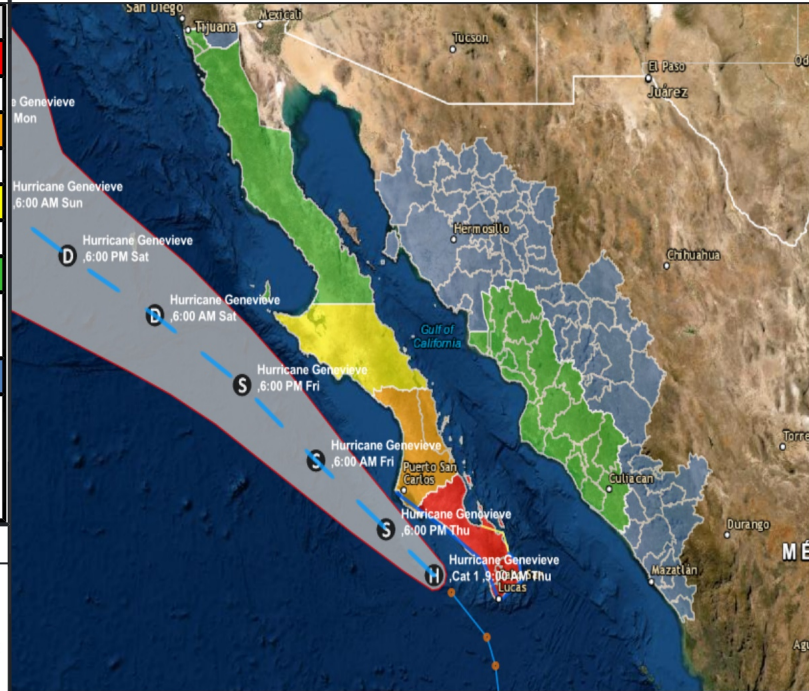 San Diego
Tijuana
Mexicali
Tucson
El Paso
Juárez
Hermosillo
Chihuahua
Gulf of
California
e Genevieve
Mon
Hurricane Genevieve
,6:00 AM Sun
Hurricane Genevieve
,6:00 PM Sat
D
Hurricane Genevieve
,6:00 AM Sat
D
Hurricane Genevieve
,6:00 PM Fri
S
Hurricane Genevieve
,6:00 AM Fri
S
Puerto San
Carlos
Hurricane Genevieve
,6:00 PM Thu
S
Hurricane Genevieve
,Cat 1 ,9:00 AM Thu
H
Lucas
Culiacán
Torre
Durango
MÉ
Mazatlán
Agu